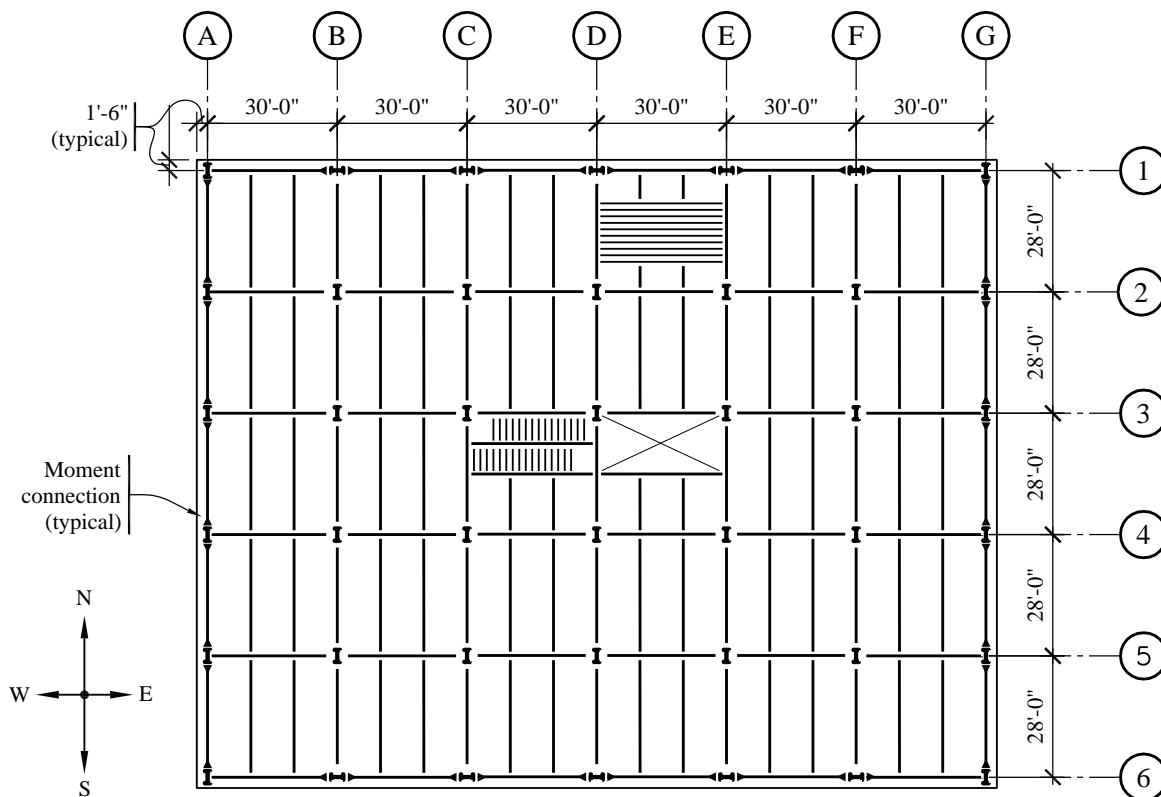 A B C D E F G
1'-6"
(typical)
30'-0" 30'-0" 30'-0" 30'-0" 30'-0" 30'-0"
1
28'-0"
2
28'-0"
3
28'-0"
Moment
connection
(typical)
4
28'-0"
5
28'-0"
6
N
W E
S